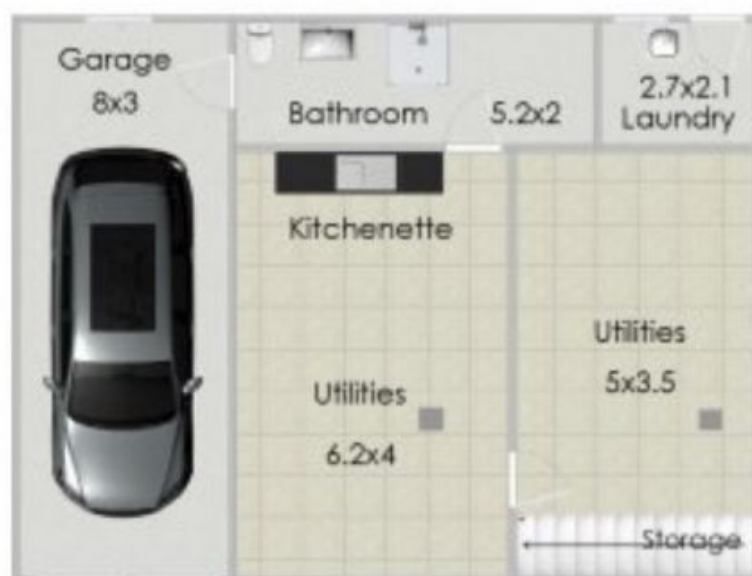 Garage
8x3
Bathroom
5.2x2
2.7x2.1
Laundry
Kitchenette
Utilities
6.2x4
Utilities
5x3.5
Storage